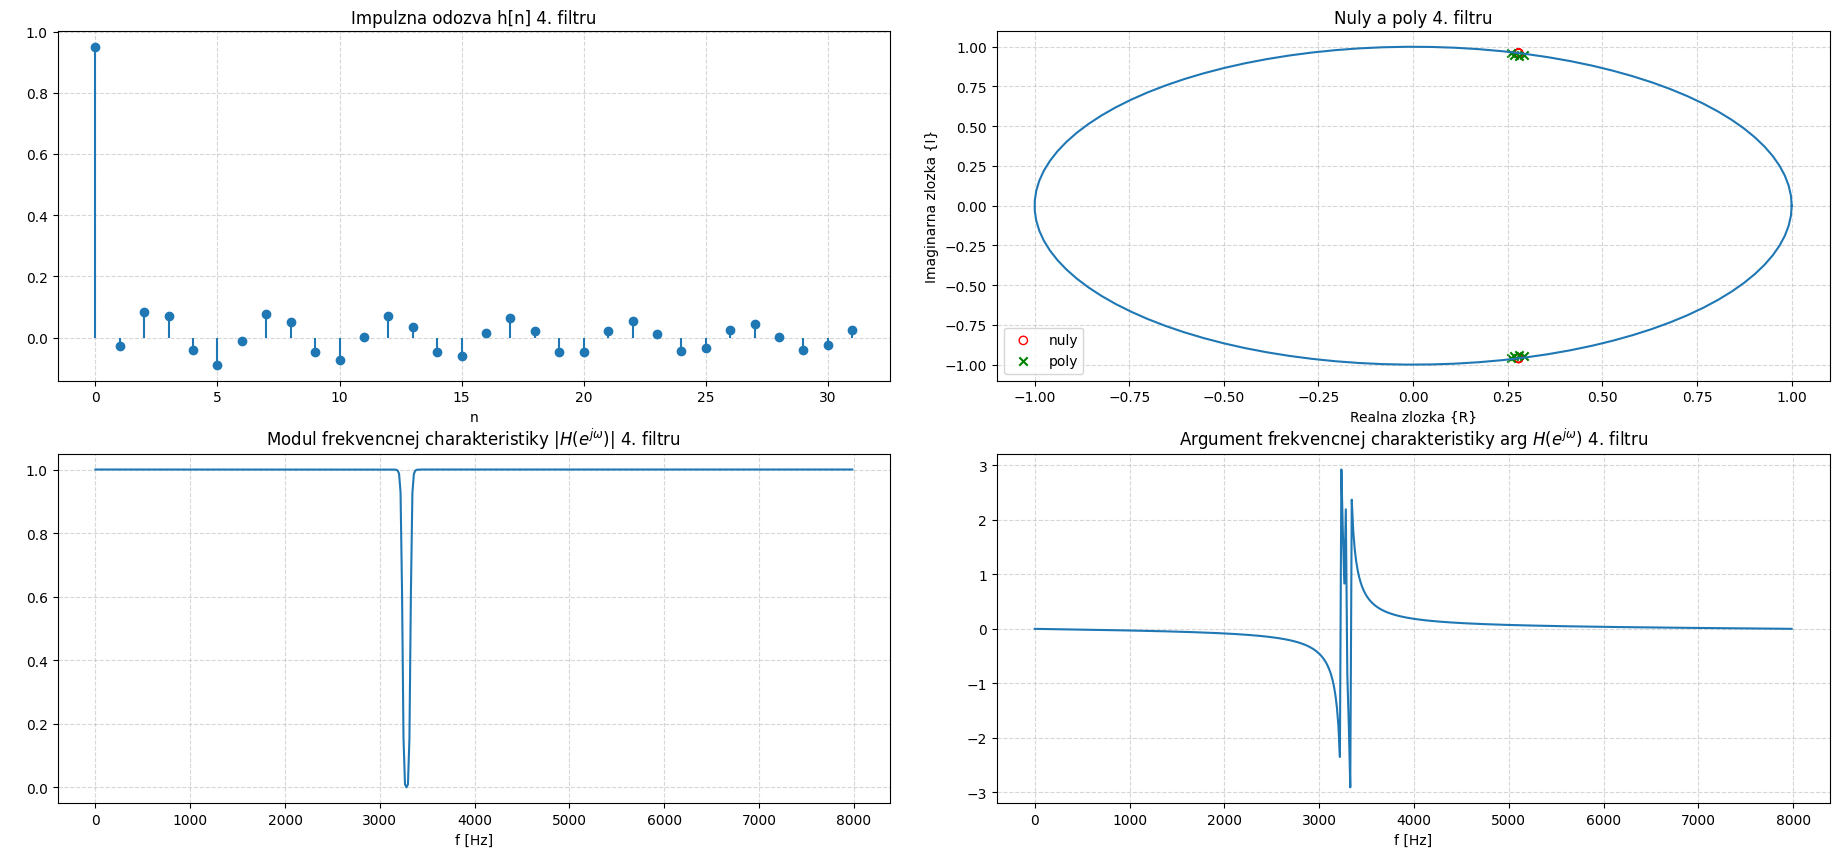 Impulzna odozva h[n] 4. filtru
1.0
0.8
0.6
0.4
0.2
0.0
0 5 10 15 20 25 30
n
Nuly a poly 4. filtru
Imaginarna zlozka {I}
1.00
0.75
0.50
0.25
0.00
−0.25
−0.50
−0.75
−1.00
nuly
poly
−1.00 −0.75 −0.50 −0.25 0.00 0.25 0.50 0.75 1.00
Realna zlozka {R}
Modul frekvencnej charakteristiky |H(e^{jω})| 4. filtru
1.0
0.8
0.6
0.4
0.2
0.0
0 1000 2000 3000 4000 5000 6000 7000 8000
f [Hz]
Argument frekvencnej charakteristiky arg H(e^{jω}) 4. filtru
3
2
1
0
−1
−2
−3
0 1000 2000 3000 4000 5000 6000 7000 8000
f [Hz]